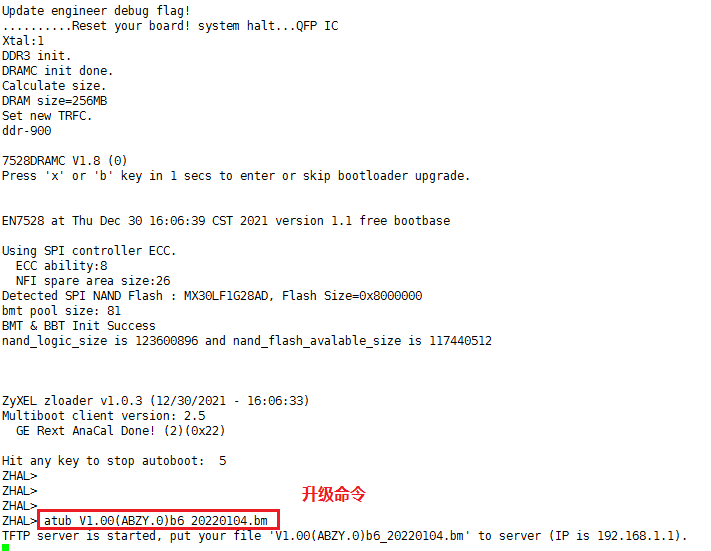 Update engineer debug flag!
..........Reset your board! system halt...QFP IC
Xtal:1
DDR3 init.
DRAMC init done.
Calculate size.
DRAM size=256MB
Set new TRFC.
ddr-900
7528DRAMC V1.8 (0)
Press 'x' or 'b' key in 1 secs to enter or skip bootloader upgrade.
EN7528 at Thu Dec 30 16:06:39 CST 2021 version 1.1 free bootbase
Using SPI controller ECC.
ECC ability:8
NFI spare area size:26
Detected SPI NAND Flash : MX30LF1G28AD, Flash Size=0x8000000
bmt pool size: 81
BMT & BBT Init Success
nand_logic_size is 123600896 and nand_flash_avalable_size is 117440512
ZyXEL zloader v1.0.3 (12/30/2021 - 16:06:33)
Multiboot client version: 2.5
GE Rext AnaCal Done! (2)(0x22)
Hit any key to stop autoboot:  5
ZHAL>
ZHAL>
升级命令
ZHAL>
ZHAL> atub V1.00(ABZY.0)b6_20220104.bm
TFTP server is started, put your file 'V1.00(ABZY.0)b6_20220104.bm' to server (IP is 192.168.1.1).